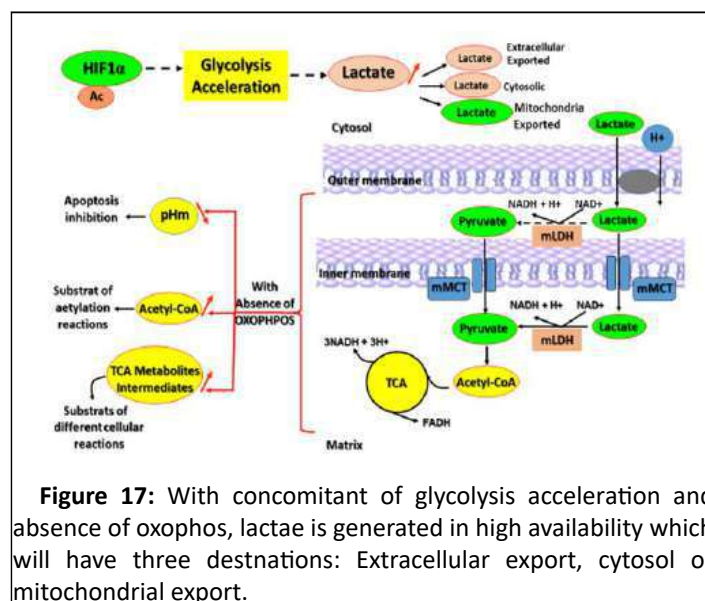 HIF1α
Ac
Glycolysis
Acceleration
Lactate
Lactate
Extracellular
Exported
Lactate
Cytosolic
Lactate
Mitochondria
Exported
Cytosol
Lactate
H+
Outer membrane
Apoptosis
inhibition
pHm
NADH + H+
NAD+
Pyruvate
Lactate
mLDH
With
Absence of
OXOPHPOS
Inner membrane
mMCT
mMCT
Substrat of
aetylation
reactions
Acetyl-CoA
NADH + H+
NAD+
Pyruvate
Lactate
mLDH
3NADH + 3H+
TCA Metabolites
Intermediates
TCA
Acetyl-CoA
Substrats of
different cellular
reactions
FADH
Matrix
Figure 17: With concomitant of glycolysis acceleration and
absence of oxophos, lactae is generated in high availability which
will have three destnations: Extracellular export, cytosol
mitochondrial export.